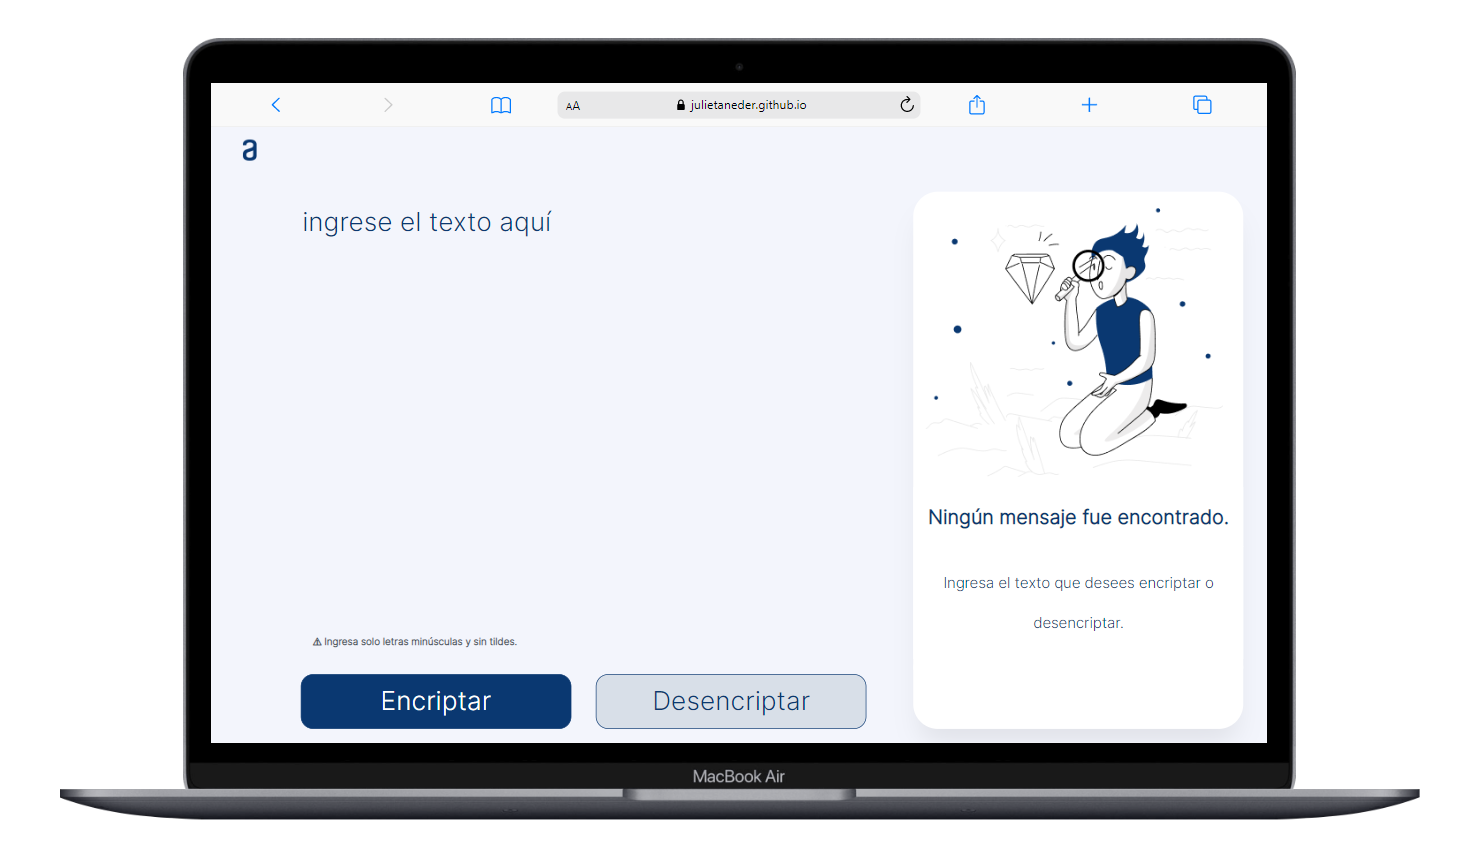 AA julietaneder.github.io
a
ingrese el texto aquí
Ningún mensaje fue encontrado.
Ingresa el texto que desees encriptar o
desencriptar.
Ingresa solo letras minúsculas y sin tildes.
Encriptar
Desencriptar
MacBook Air